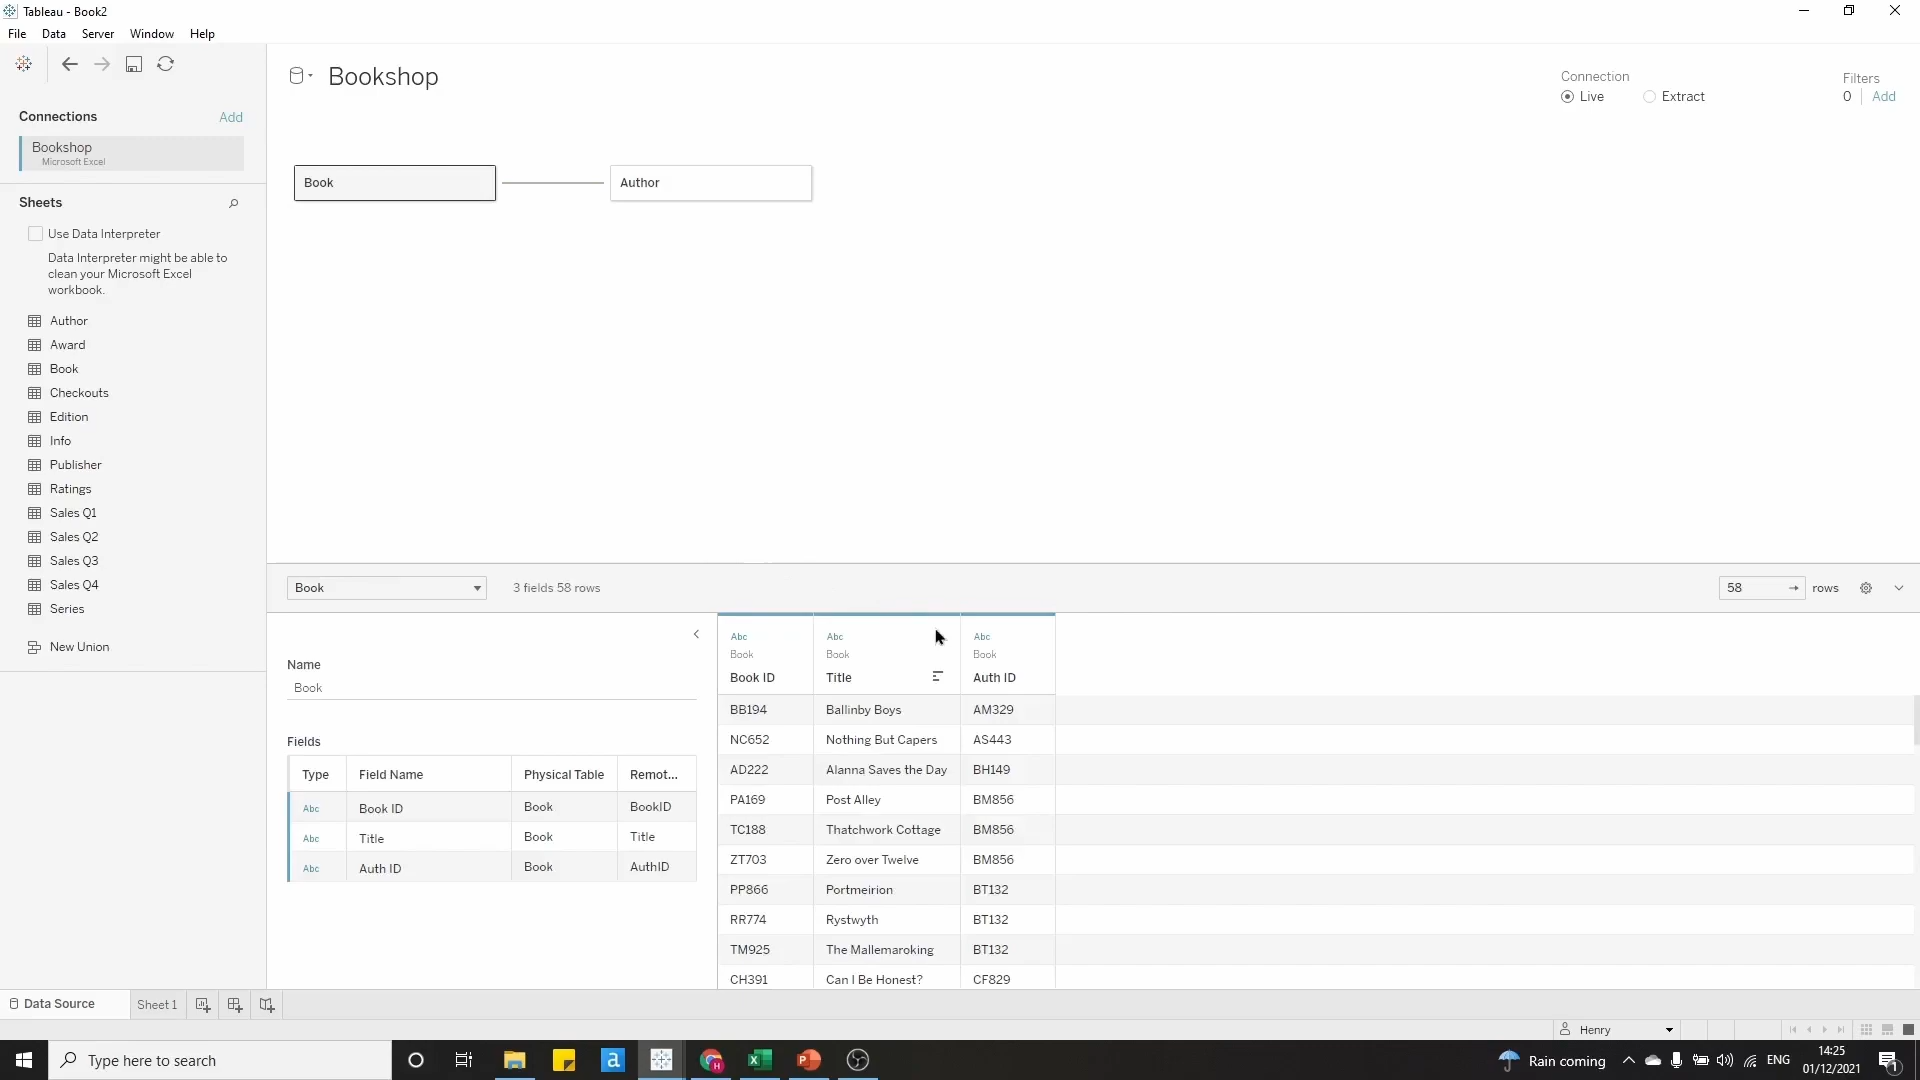 Tableau - Book2
File Data Server Window Help
Bookshop
Connection
Live Extract
Filters
0 Add
Connections Add
Bookshop
Microsoft Excel
Book
Author
Sheets
Use Data Interpreter
Data Interpreter might be able to
clean your Microsoft Excel
workbook.
Author
Award
Book
Checkouts
Edition
Info
Publisher
Ratings
Sales Q1
Sales Q2
Sales Q3
Sales Q4
Series
New Union
Book 3 fields 58 rows 58 rows
Name
Book
Fields
Type Field Name Physical Table Remot...
Abc Book ID Book BookID
Abc Title Book Title
Abc Auth ID Book AuthID
Abc Abc Abc
Book Book Book
Book ID Title Auth ID
BB194 Ballinby Boys AM329
NC652 Nothing But Capers AS443
AD222 Alanna Saves the Day BH149
PA169 Post Alley BM856
TC188 Thatchwork Cottage BM856
ZT703 Zero over Twelve BM856
PP866 Portmeirion BT132
RR774 Rystwyth BT132
TM925 The Mallemaroking BT132
CH391 Can I Be Honest? CF829
Data Source Sheet 1
Henry
Type here to search
a
H
X
P
Rain coming
ENG
14:25
01/12/2021
1